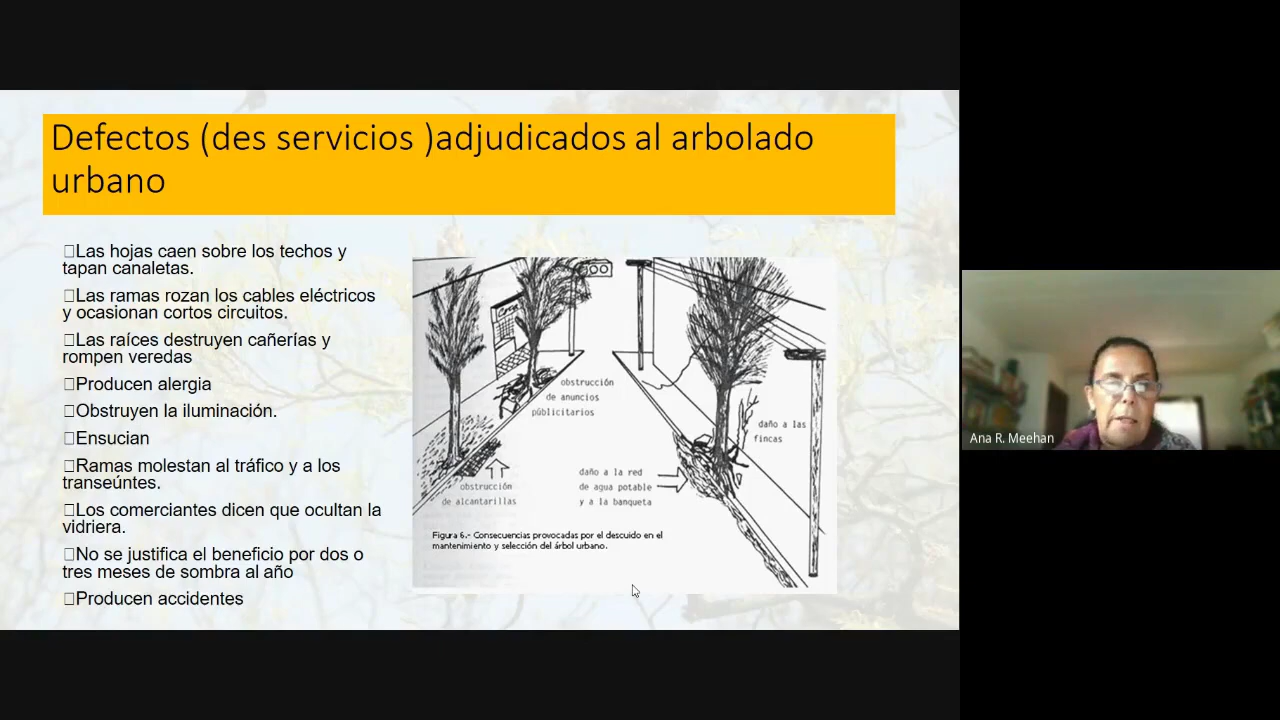 Defectos (des servicios )adjudicados al arbolado
urbano
Las hojas caen sobre los techos y
tapan canaletas.
Las ramas rozan los cables eléctricos
y ocasionan cortos circuitos.
Las raíces destruyen cañerías y
rompen veredas
Producen alergia
Obstruyen la iluminación.
Ensucian
Ramas molestan al tráfico y a los
transeúntes.
Los comerciantes dicen que ocultan la
vidriera.
No se justifica el beneficio por dos o
tres meses de sombra al año
Producen accidentes
obstrucción
de anuncios
públicitarios
daño a las
fincas
obstrucción
de alcantarillas
daño a la red
de agua potable
y a la banqueta
Figura 6.- Consecuencias provocadas por el descuido en el
mantenimiento y selección del árbol urbano.
Ana R. Meehan